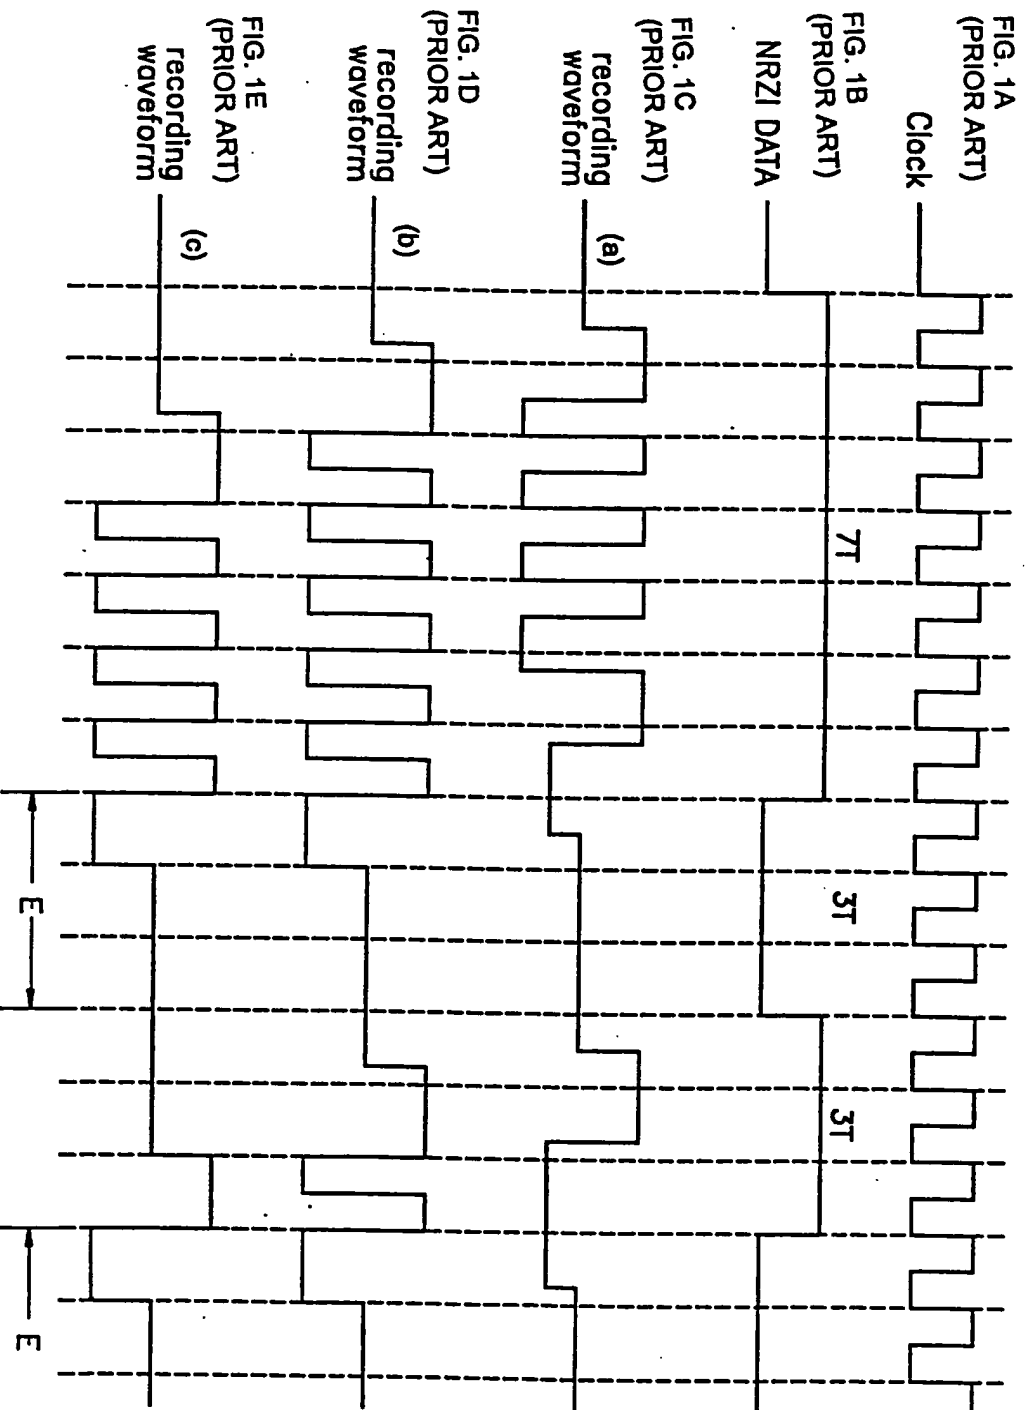 FIG. 1A
(PRIOR ART)
Clock
FIG. 1B
(PRIOR ART)
NRZI DATA
7T
3T
3T
FIG. 1C
(PRIOR ART)
(a)
recording
waveform
FIG. 1D
(PRIOR ART)
(b)
recording
waveform
FIG. 1E
(PRIOR ART)
(c)
recording
waveform
E
E